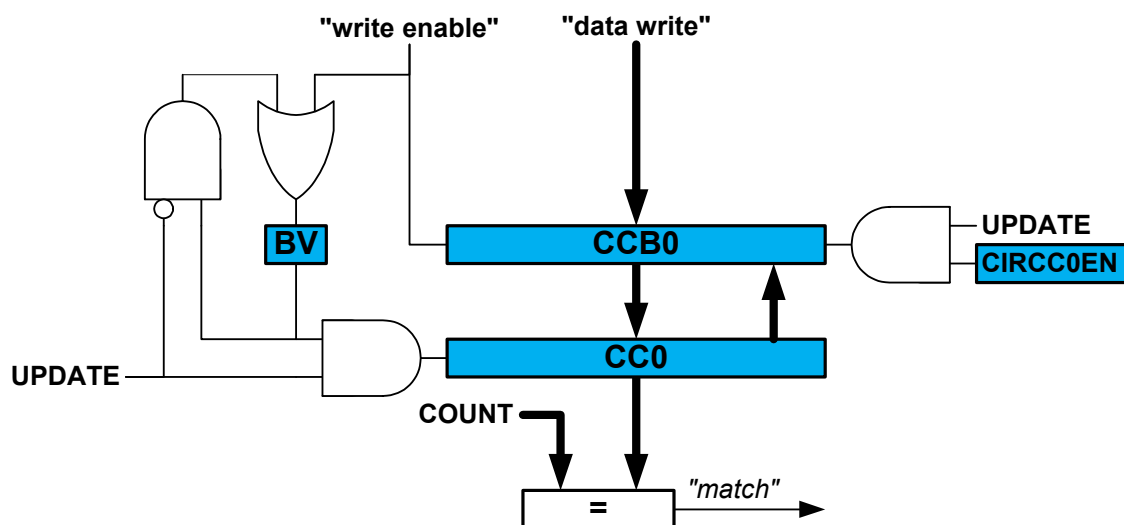 "write enable"
"data write"
BV
CCB0
UPDATE
CIRCC0EN
CC0
UPDATE
COUNT
=
"match"